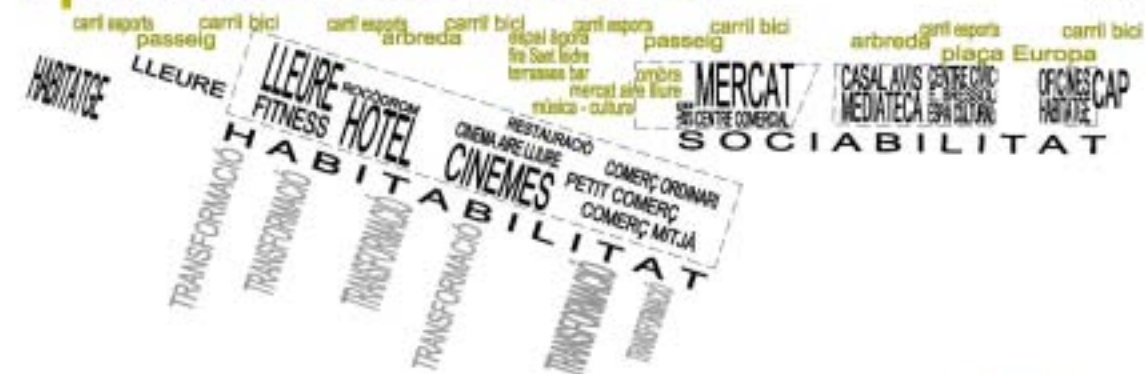 carril esports carril bici carril esports carril bici carril esports carril bici carril esports carril bici
passeig arbreda espai àgora passeig arbreda plaça Europa
fira Sant Isidre
terrasses bar ombra
mercat aire lliure
música - cultural
HABITATGE
LLEURE
LLEURE
FITNESS
ROCÒDROM
HOTEL
RESTAURACIÓ
CINEMA AIRE LLIURE
CINEMES
COMERÇ ORDINARI
PETIT COMERÇ
COMERÇ MITJÀ
HABITABILITAT
MERCAT
CENTRE COMERCIAL
CASAL AVIS
MEDIATECA
CENTRE CÍVIC
ESPAI CULTURAL
OFICINES
HABITATGE
CAP
SOCIABILITAT
TRANSFORMACIÓ
TRANSFORMACIÓ
TRANSFORMACIÓ
TRANSFORMACIÓ
TRANSFORMACIÓ
TRANSFORMACIÓ